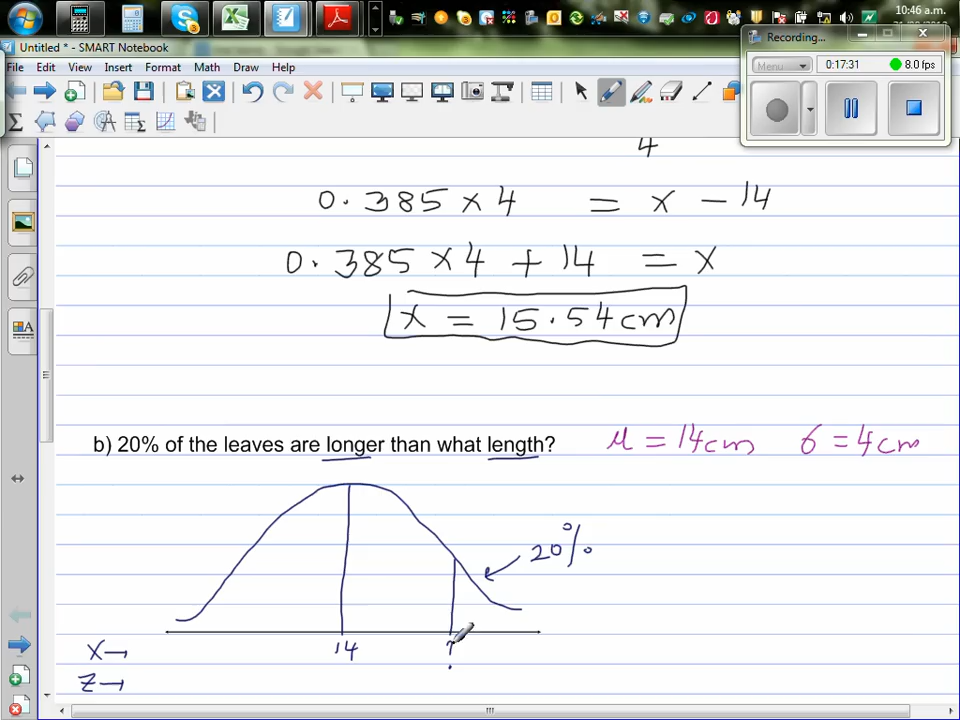 10:46 a.m.
Untitled * - SMART Notebook
Recording...
File Edit View Insert Format Math Draw Help
Menu 0:17:31 8.0 fps
4
0.385 × 4 = x - 14
0.385 × 4 + 14 = x
x = 15.54cm
b) 20% of the leaves are longer than what length? μ = 14cm σ = 4cm
20%
X→ 14 ?
Z→